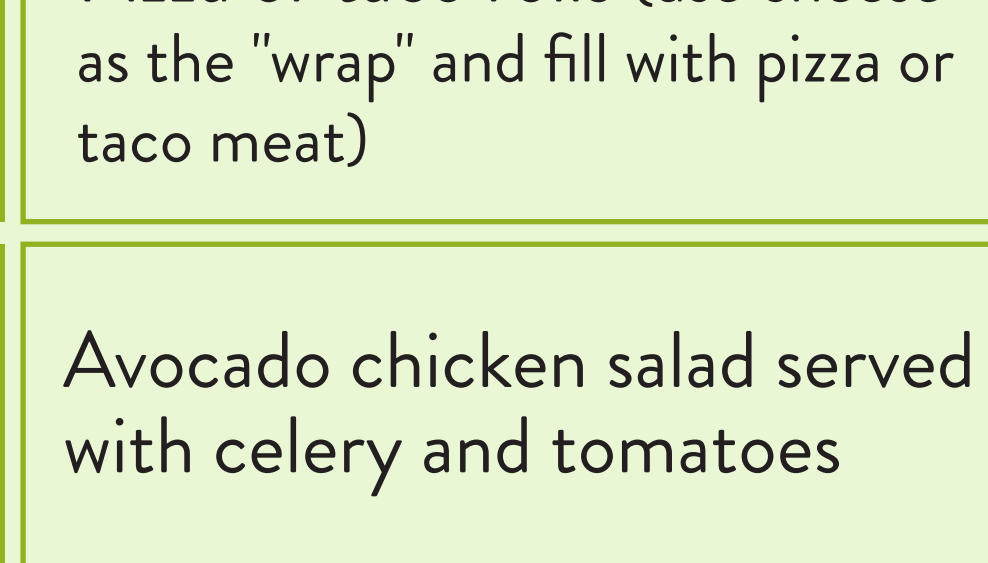 as the "wrap" and fill with pizza or
taco meat)
Avocado chicken salad served
with celery and tomatoes